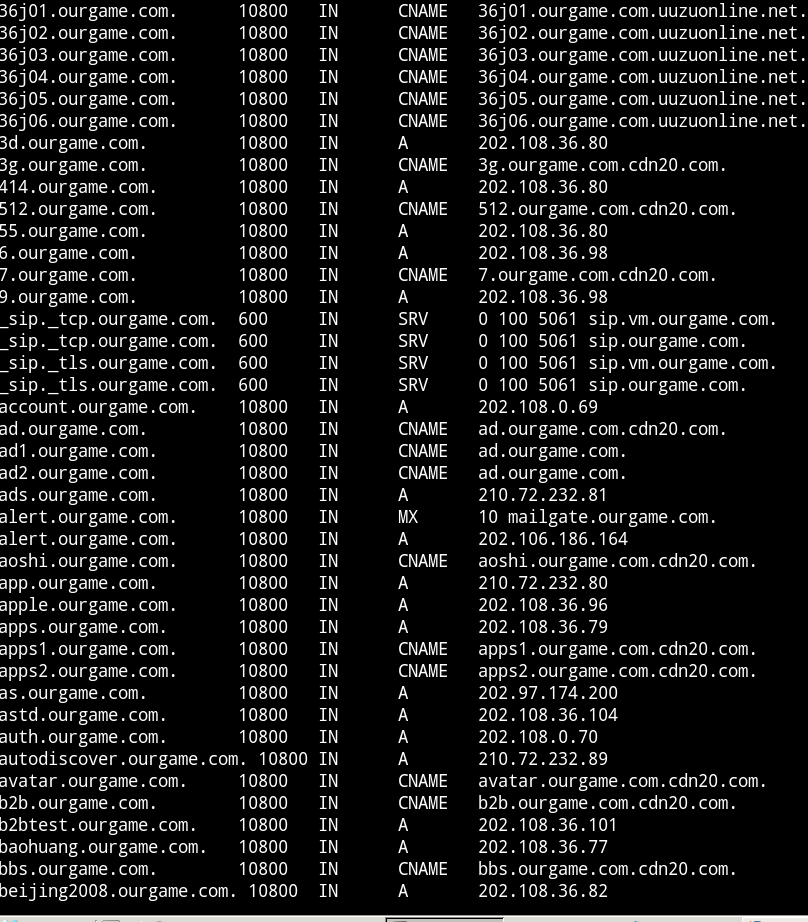 36j01.ourgame.com. 10800 IN CNAME 36j01.ourgame.com.uuzuonline.net.
36j02.ourgame.com. 10800 IN CNAME 36j02.ourgame.com.uuzuonline.net.
36j03.ourgame.com. 10800 IN CNAME 36j03.ourgame.com.uuzuonline.net.
36j04.ourgame.com. 10800 IN CNAME 36j04.ourgame.com.uuzuonline.net.
36j05.ourgame.com. 10800 IN CNAME 36j05.ourgame.com.uuzuonline.net.
36j06.ourgame.com. 10800 IN CNAME 36j06.ourgame.com.uuzuonline.net.
3d.ourgame.com. 10800 IN A 202.108.36.80
3g.ourgame.com. 10800 IN CNAME 3g.ourgame.com.cdn20.com.
414.ourgame.com. 10800 IN A 202.108.36.80
512.ourgame.com. 10800 IN CNAME 512.ourgame.com.cdn20.com.
55.ourgame.com. 10800 IN A 202.108.36.80
6.ourgame.com. 10800 IN A 202.108.36.98
7.ourgame.com. 10800 IN CNAME 7.ourgame.com.cdn20.com.
9.ourgame.com. 10800 IN A 202.108.36.98
_sip._tcp.ourgame.com. 600 IN SRV 0 100 5061 sip.vm.ourgame.com.
_sip._tcp.ourgame.com. 600 IN SRV 0 100 5061 sip.ourgame.com.
_sip._tls.ourgame.com. 600 IN SRV 0 100 5061 sip.vm.ourgame.com.
_sip._tls.ourgame.com. 600 IN SRV 0 100 5061 sip.ourgame.com.
account.ourgame.com. 10800 IN A 202.108.0.69
ad.ourgame.com. 10800 IN CNAME ad.ourgame.com.cdn20.com.
ad1.ourgame.com. 10800 IN CNAME ad.ourgame.com.
ad2.ourgame.com. 10800 IN CNAME ad.ourgame.com.
ads.ourgame.com. 10800 IN A 210.72.232.81
alert.ourgame.com. 10800 IN MX 10 mailgate.ourgame.com.
alert.ourgame.com. 10800 IN A 202.106.186.164
aoshi.ourgame.com. 10800 IN CNAME aoshi.ourgame.com.cdn20.com.
app.ourgame.com. 10800 IN A 210.72.232.80
apple.ourgame.com. 10800 IN A 202.108.36.96
apps.ourgame.com. 10800 IN A 202.108.36.79
apps1.ourgame.com. 10800 IN CNAME apps1.ourgame.com.cdn20.com.
apps2.ourgame.com. 10800 IN CNAME apps2.ourgame.com.cdn20.com.
as.ourgame.com. 10800 IN A 202.97.174.200
astd.ourgame.com. 10800 IN A 202.108.36.104
auth.ourgame.com. 10800 IN A 202.108.0.70
autodiscover.ourgame.com. 10800 IN A 210.72.232.89
avatar.ourgame.com. 10800 IN CNAME avatar.ourgame.com.cdn20.com.
b2b.ourgame.com. 10800 IN CNAME b2b.ourgame.com.cdn20.com.
b2btest.ourgame.com. 10800 IN A 202.108.36.101
baohuang.ourgame.com. 10800 IN A 202.108.36.77
bbs.ourgame.com. 10800 IN CNAME bbs.ourgame.com.cdn20.com.
beijing2008.ourgame.com. 10800 IN A 202.108.36.82